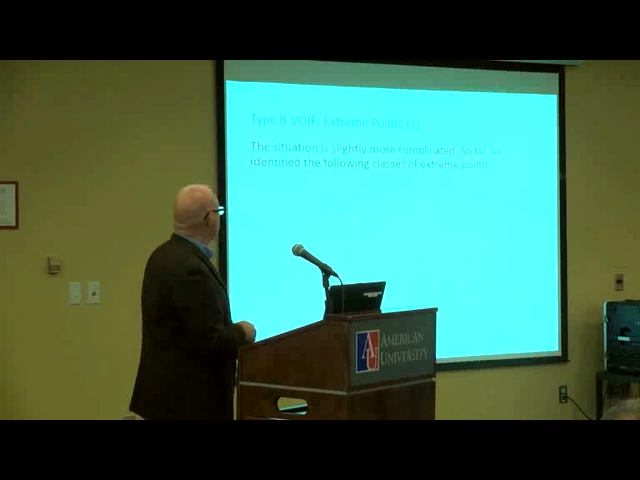 Type B VOIF: Extreme Points (1)
The situation is slightly more complicated. So far we
identified the following classes of extreme point.
AMERICAN
UNIVERSITY